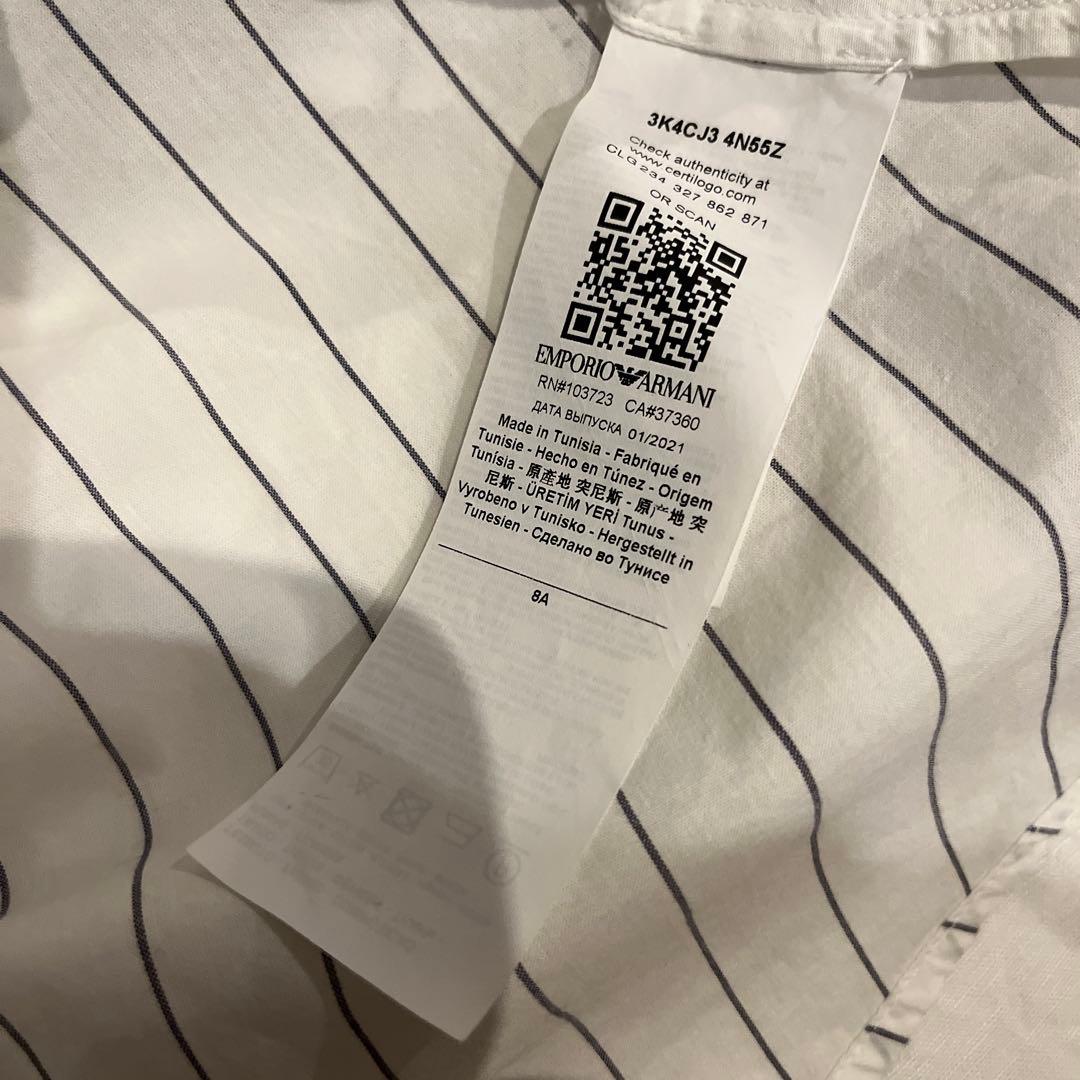 3K4CJ3 4N55Z
Check authenticity at
www.certilogo.com
CLG 234 327 862 871
OR SCAN
EMPORIO ARMANI
RN#103723 CA#37360
ДАТА ВЫПУСКА 01/2021
Made in Tunisia - Fabriqué en
Tunisie - Hecho en Túnez - Origem
Tunísia - 原產地 突尼斯 - 原产地 突
尼斯 - ÜRETİM YERİ Tunus -
Vyrobeno v Tunisko - Hergestellt in
Tunesien - Сделано во Тунисе
8A